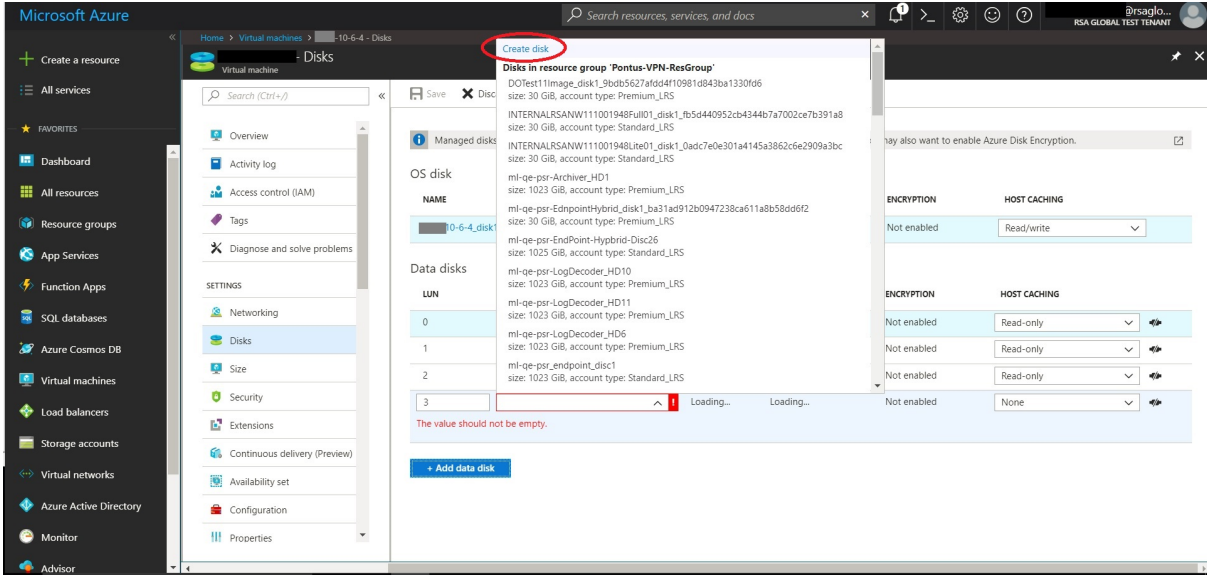 Microsoft Azure
Search resources, services, and docs
1
@rsaglo...
RSA GLOBAL TEST TENANT
Create a resource
All services
FAVORITES
Dashboard
All resources
Resource groups
App Services
Function Apps
SQL databases
Azure Cosmos DB
Virtual machines
Load balancers
Storage accounts
Virtual networks
Azure Active Directory
Monitor
Advisor
Home > Virtual machines > -10-6-4 - Disks
- Disks
Virtual machine
Search (Ctrl+/)
Overview
Activity log
Access control (IAM)
Tags
Diagnose and solve problems
SETTINGS
Networking
Disks
Size
Security
Extensions
Continuous delivery (Preview)
Availability set
Configuration
Properties
Save Disc
Managed disks
may also want to enable Azure Disk Encryption.
OS disk
NAME ENCRYPTION HOST CACHING
10-6-4_disk1 Not enabled Read/write
Data disks
LUN ENCRYPTION HOST CACHING
0 Not enabled Read-only
1 Not enabled Read-only
2 Not enabled Read-only
3 Loading... Loading... Not enabled None
The value should not be empty.
+ Add data disk
Create disk
Disks in resource group 'Pontus-VPN-ResGroup'
DOTest11Image_disk1_9bdb5627afdd4f10981d843ba1330fd6
size: 30 GiB, account type: Premium_LRS
INTERNALRSANW111001948Full01_disk1_fb5d440952cb4344b7a7002ce7b391a8
size: 30 GiB, account type: Standard_LRS
INTERNALRSANW111001948Lite01_disk1_0adc7e0e301a4145a3862c6e2909a3bc
size: 30 GiB, account type: Standard_LRS
ml-qe-psr-Archiver_HD1
size: 1023 GiB, account type: Premium_LRS
ml-qe-psr-EdnpointHybrid_disk1_ba31ad912b0947238ca611a8b58dd6f2
size: 30 GiB, account type: Premium_LRS
ml-qe-psr-EndPoint-Hypbrid-Disc26
size: 1025 GiB, account type: Standard_LRS
ml-qe-psr-LogDecoder_HD10
size: 1023 GiB, account type: Premium_LRS
ml-qe-psr-LogDecoder_HD11
size: 1023 GiB, account type: Premium_LRS
ml-qe-psr-LogDecoder_HD6
size: 1023 GiB, account type: Premium_LRS
ml-qe-psr_endpoint_disc1
size: 1023 GiB, account type: Standard_LRS